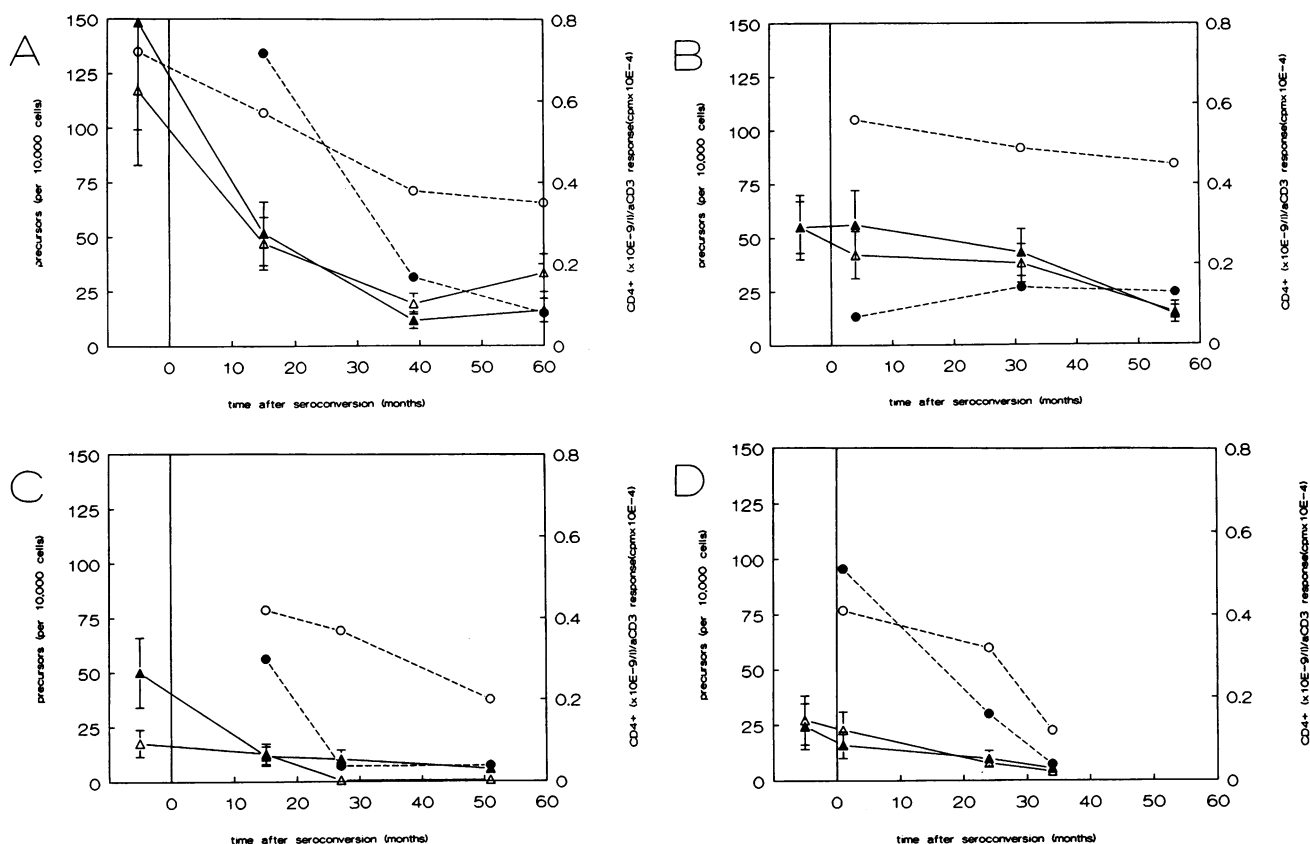 A
150
125
100
75
50
25
0
0.8
0.6
0.4
0.2
0
0 10 20 30 40 50 60
precursors (per 10,000 cells)
CD4+ (x10E-9/l)/aCD3 response(cpmx10E-4)
time after seroconversion (months)
B
150
125
100
75
50
25
0
0.8
0.6
0.4
0.2
0
0 10 20 30 40 50 60
precursors (per 10,000 cells)
CD4+ (x10E-9/l)/aCD3 response(cpmx10E-4)
time after seroconversion (months)
C
150
125
100
75
50
25
0
0.8
0.6
0.4
0.2
0
0 10 20 30 40 50 60
precursors (per 10,000 cells)
CD4+ (x10E-9/l)/aCD3 response(cpmx10E-4)
time after seroconversion (months)
D
150
125
100
75
50
25
0
0.8
0.6
0.4
0.2
0
0 10 20 30 40 50 60
precursors (per 10,000 cells)
CD4+ (x10E-9/l)/aCD3 response(cpmx10E-4)
time after seroconversion (months)